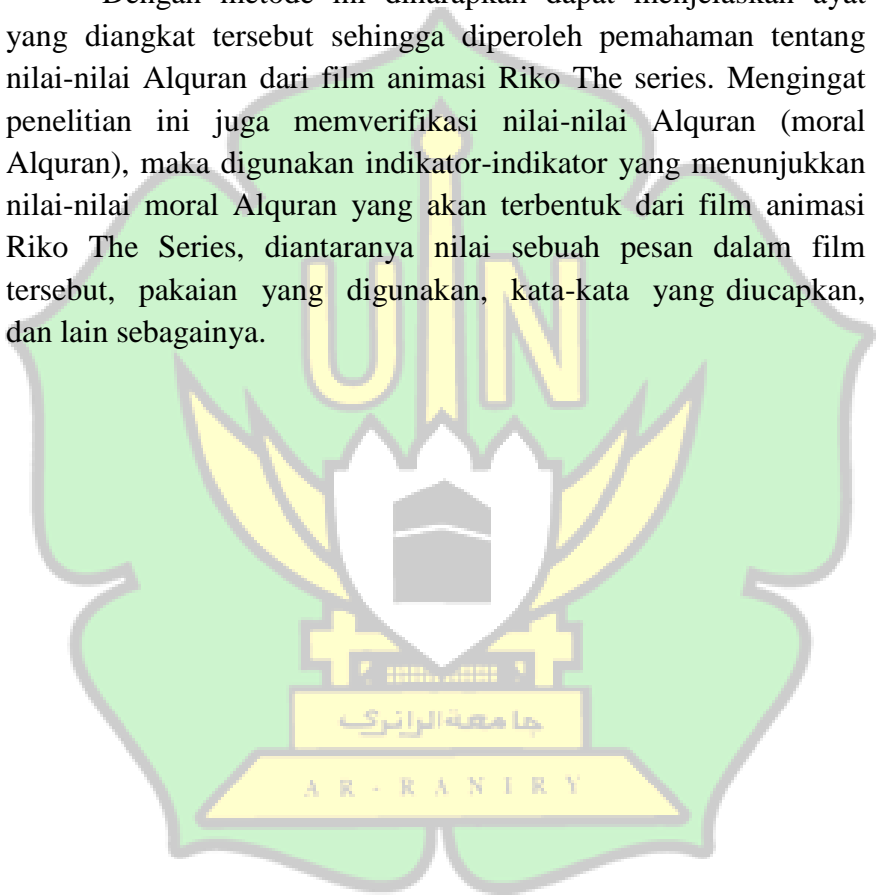 Dengan metode ini diharapkan dapat menjelaskan ayat
yang diangkat tersebut sehingga diperoleh pemahaman tentang
nilai-nilai Alquran dari film animasi Riko The series. Mengingat
penelitian ini juga memverifikasi nilai-nilai Alquran (moral
Alquran), maka digunakan indikator-indikator yang menunjukkan
nilai-nilai moral Alquran yang akan terbentuk dari film animasi
Riko The Series, diantaranya nilai sebuah pesan dalam film
tersebut, pakaian yang digunakan, kata-kata yang diucapkan,
dan lain sebagainya.
UIN
جامعة الرانري
AR-RANIRY